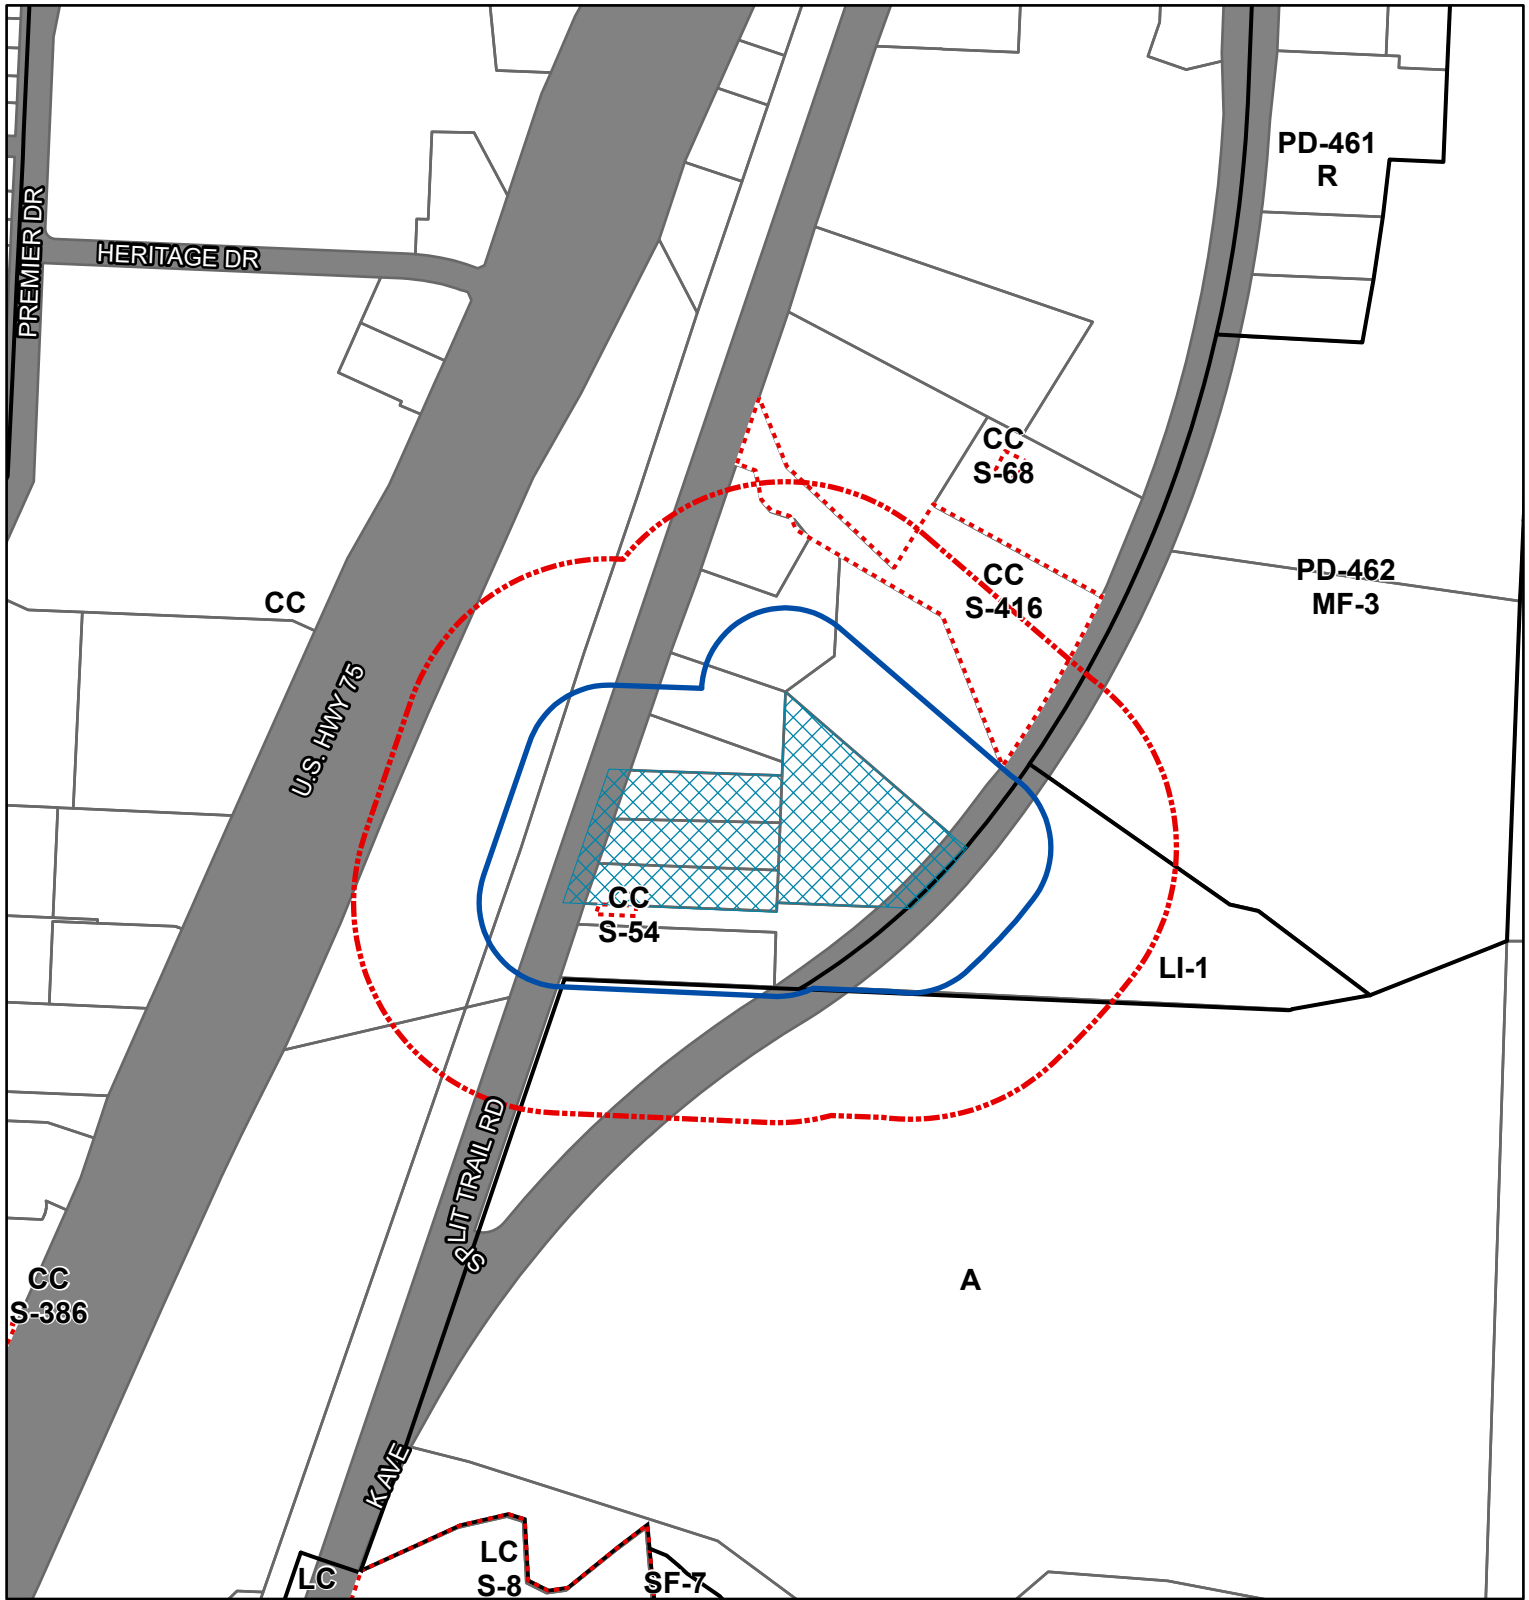 PD-461
R
PREMIER DR
HERITAGE DR
CC
S-68
CC
S-416
PD-462
MF-3
CC
U.S. HWY 75
CC
S-54
LI-1
SPLIT TRAIL RD
CC
S-386
A
K AVE
LC
S-8
LC
SF-7